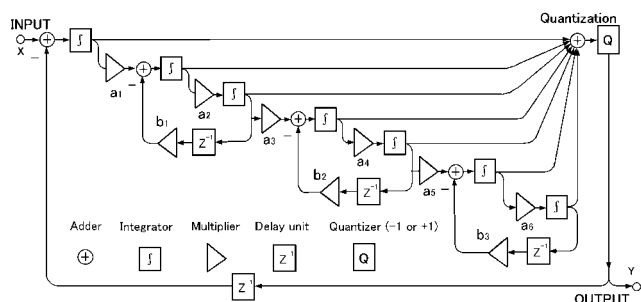 INPUT
Quantization
X
∫
Q
a1
∫
a2
∫
b1
Z⁻¹
a3
∫
a4
∫
b2
Z⁻¹
a5
∫
a6
∫
b3
Z⁻¹
Adder Integrator Multiplier Delay unit Quantizer (−1 or +1)
+ ∫ Z⁻¹ Q
Z⁻¹
Y
OUTPUT